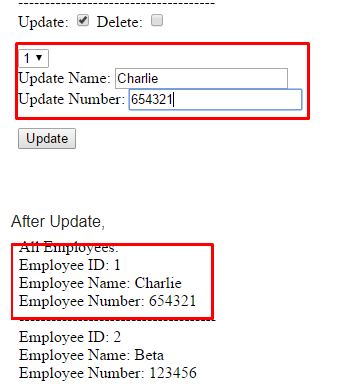 ----------------------------------------
Update: Delete:
1
Update Name: Charlie
Update Number: 654321
Update
After Update,
All Employees:
Employee ID: 1
Employee Name: Charlie
Employee Number: 654321
----------------------------------------
Employee ID: 2
Employee Name: Beta
Employee Number: 123456